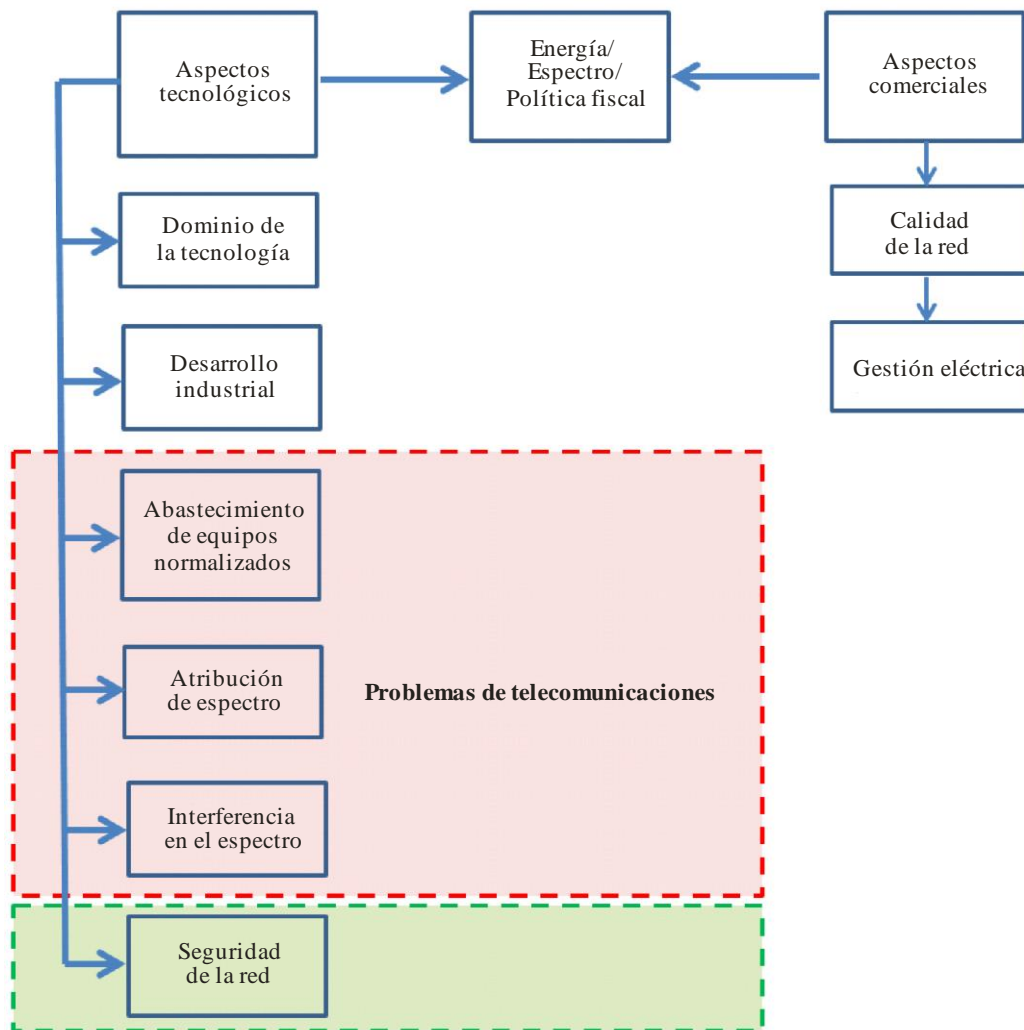 Aspectos
tecnológicos
Energía/
Espectro/
Política fiscal
Aspectos
comerciales
Dominio de
la tecnología
Calidad
de la red
Desarrollo
industrial
Gestión eléctrica
Abastecimiento
de equipos
normalizados
Atribución
de espectro
Problemas de telecomunicaciones
Interferencia
en el espectro
Seguridad
de la red